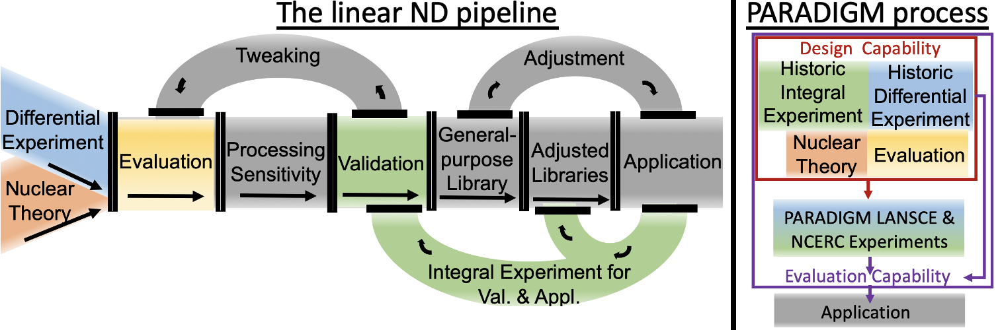 The linear ND pipeline
Tweaking
Adjustment
Differential
Experiment
Nuclear
Theory
Evaluation
Processing
Sensitivity
Validation
General-
purpose
Library
Adjusted
Libraries
Application
Integral Experiment for
Val. & Appl.
PARADIGM process
Design Capability
Historic
Integral
Experiment
Historic
Differential
Experiment
Nuclear
Theory
Evaluation
PARADIGM LANSCE &
NCERC Experiments
Evaluation Capability
Application